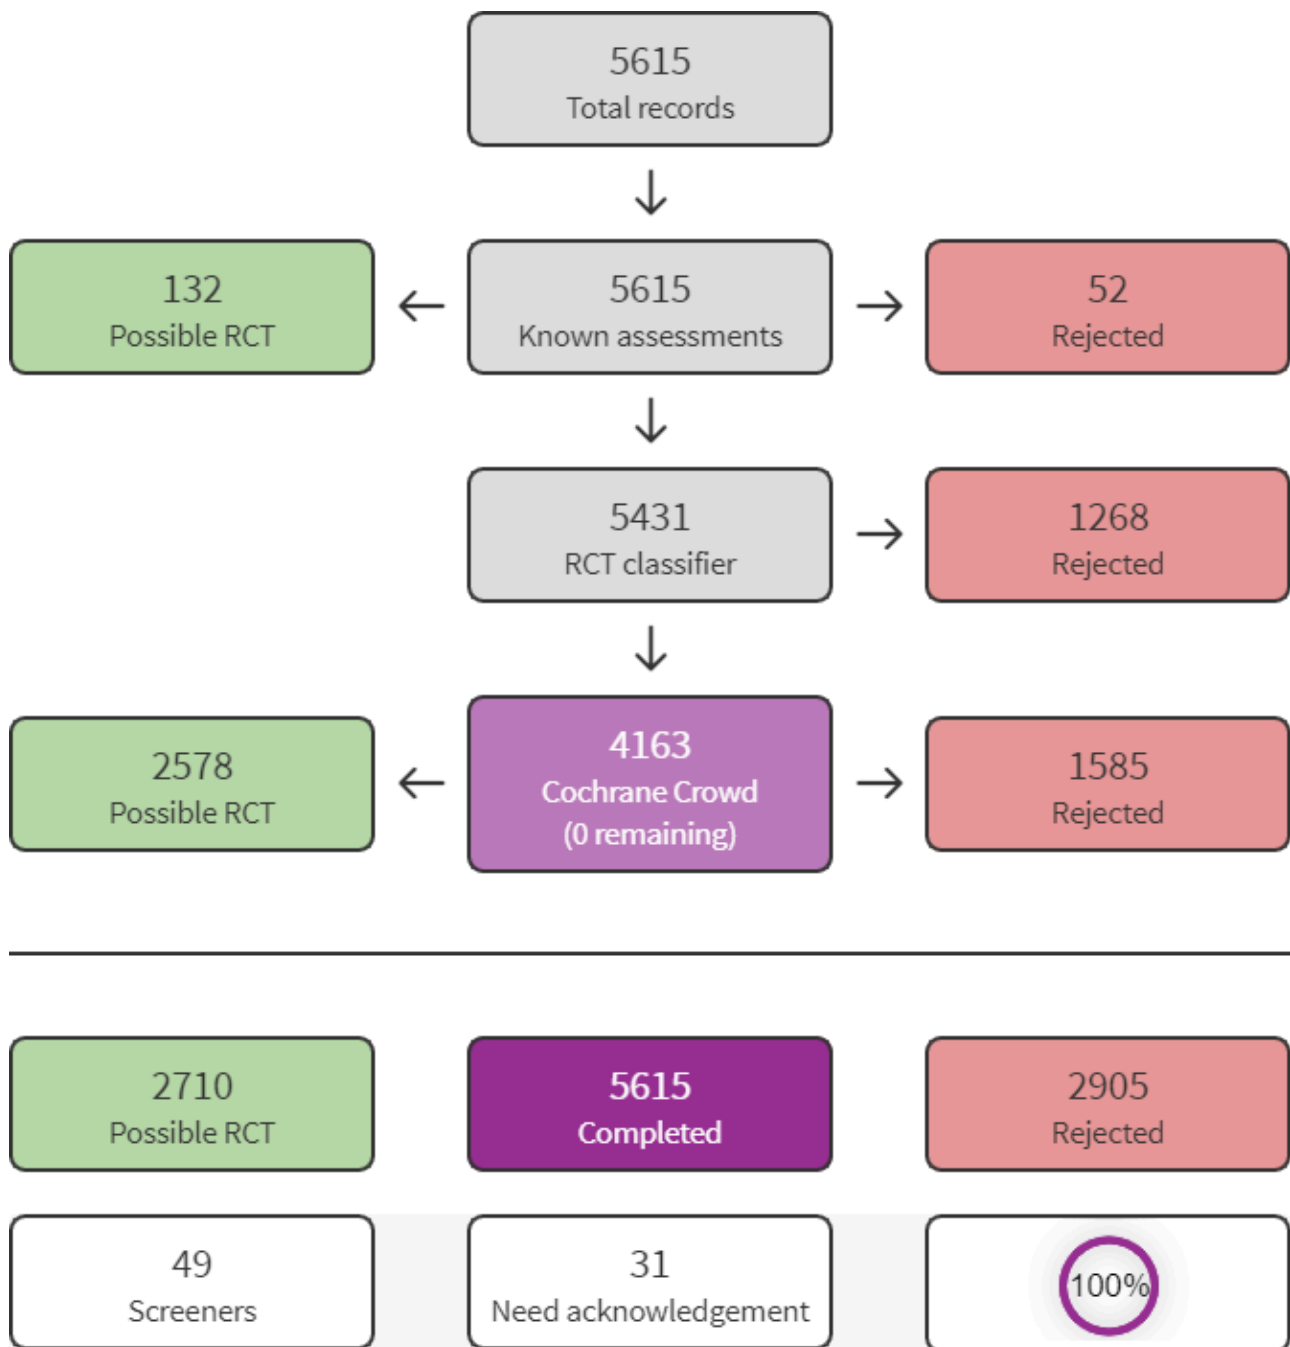 5615
Total records
132
Possible RCT
5615
Known assessments
52
Rejected
5431
RCT classifier
1268
Rejected
2578
Possible RCT
4163
Cochrane Crowd
(0 remaining)
1585
Rejected
2710
Possible RCT
5615
Completed
2905
Rejected
49
Screeners
31
Need acknowledgement
100%